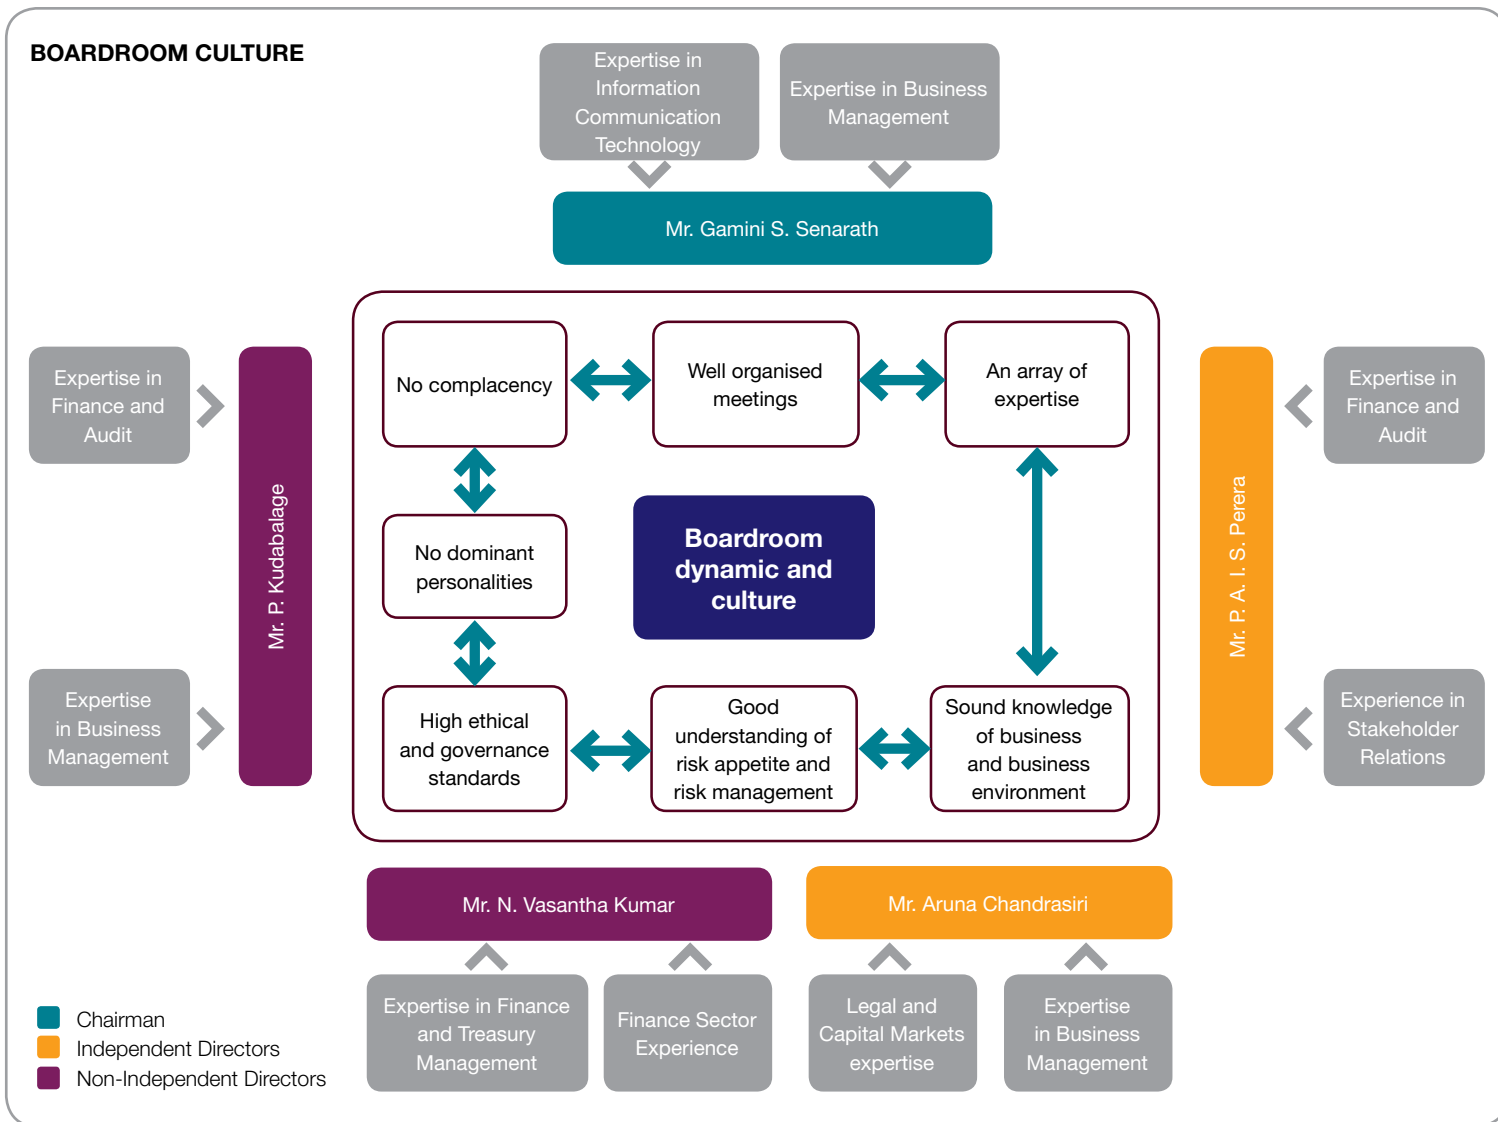 BOARDROOM CULTURE
Expertise in
Information
Communication
Technology
Expertise in Business
Management
Mr. Gamini S. Senarath
Expertise in
Finance and
Audit
Expertise
in Business
Management
Mr. P. Kudabalage
No complacency
Well organised
meetings
An array of
expertise
No dominant
personalities
Boardroom
dynamic and
culture
High ethical
and governance
standards
Good
understanding of
risk appetite and
risk management
Sound knowledge
of business
and business
environment
Mr. P. A. I. S. Perera
Expertise in
Finance and
Audit
Experience in
Stakeholder
Relations
Mr. N. Vasantha Kumar
Mr. Aruna Chandrasiri
Expertise in Finance
and Treasury
Management
Finance Sector
Experience
Legal and
Capital Markets
expertise
Expertise
in Business
Management
Chairman
Independent Directors
Non-Independent Directors